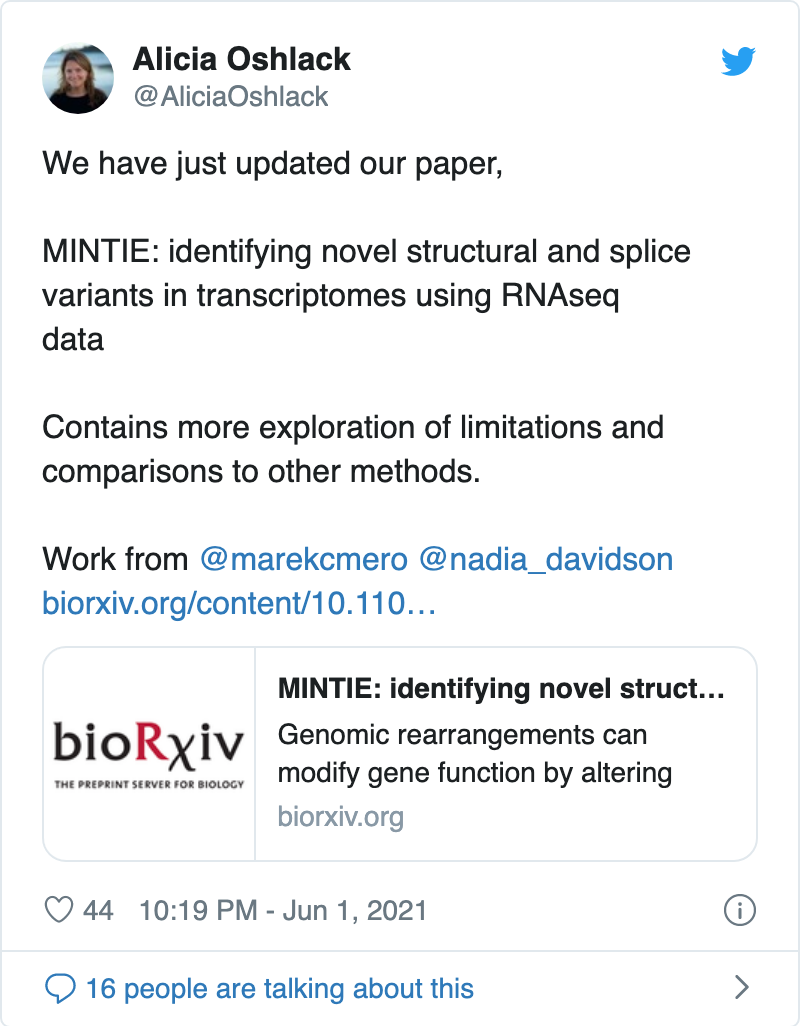 Alicia Oshlack
@AliciaOshlack
We have just updated our paper,
MINTIE: identifying novel structural and splice
variants in transcriptomes using RNAseq
data
Contains more exploration of limitations and
comparisons to other methods.
Work from @marekcmero @nadia_davidson
biorxiv.org/content/10.110…
bioRxiv
THE PREPRINT SERVER FOR BIOLOGY
MINTIE: identifying novel struct…
Genomic rearrangements can
modify gene function by altering
biorxiv.org
44 10:19 PM - Jun 1, 2021
16 people are talking about this